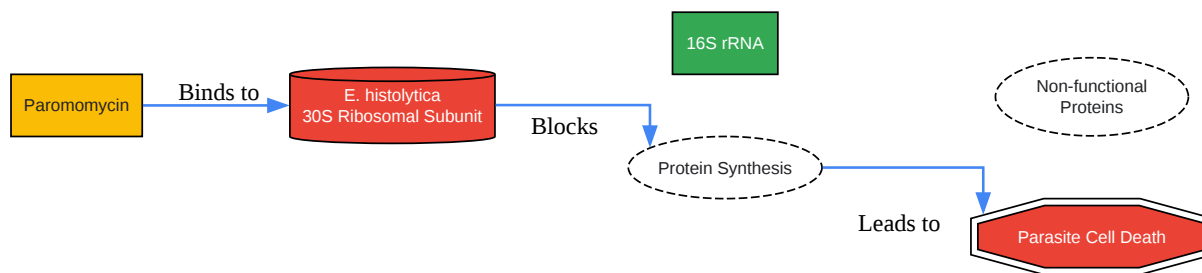 16S rRNA
Paromomycin
Binds to
E. histolytica
30S Ribosomal Subunit
Blocks
Non-functional
Proteins
Protein Synthesis
Leads to
Parasite Cell Death